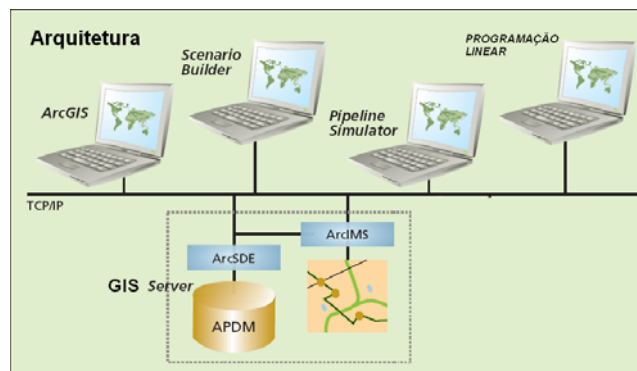 Arquitetura
Scenario
Builder
PROGRAMAÇÃO
LINEAR
ArcGIS
Pipeline
Simulator
TCP/IP
ArcIMS
ArcSDE
GIS Server
APDM